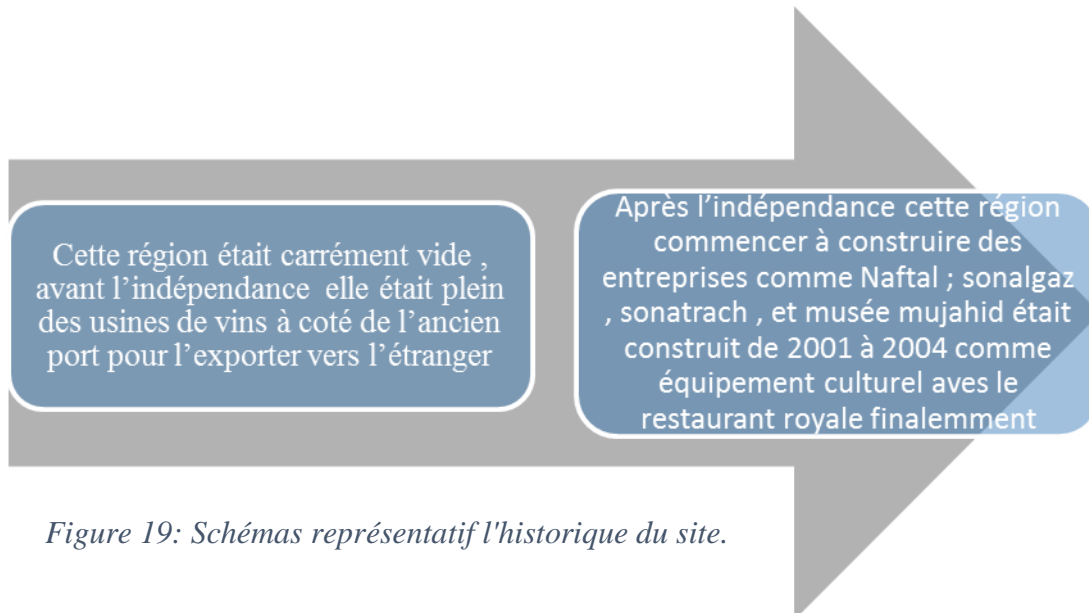 Cette région était carrément vide ,
avant l’indépendance elle était plein
des usines de vins à coté de l’ancien
port pour l’exporter vers l’étranger
Après l’indépendance cette région
commencer à construire des
entreprises comme Naftal ; sonalgaz
, sonatrach , et musée mujahid était
construit de 2001 à 2004 comme
équipement culturel aves le
restaurant royale finalemment
Figure 19: Schémas représentatif l'historique du site.